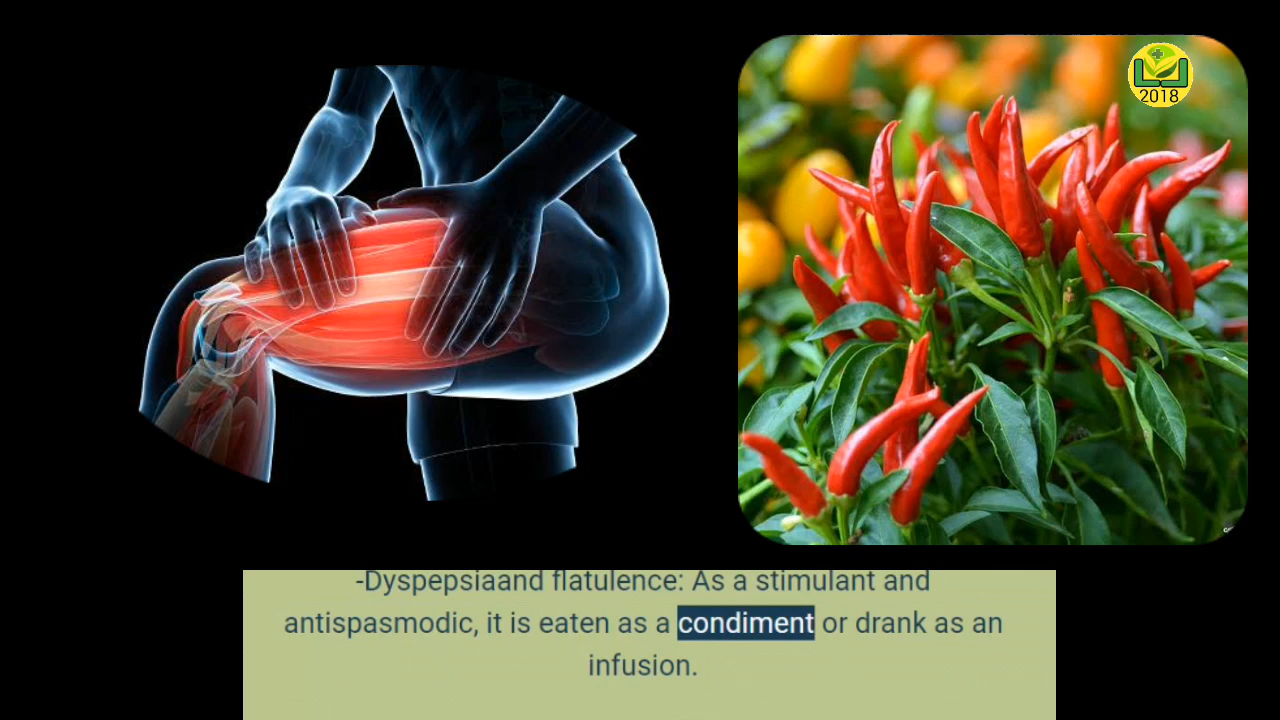 2018
-Dyspepsiaand flatulence: As a stimulant and
antispasmodic, it is eaten as a condiment or drank as an
infusion.